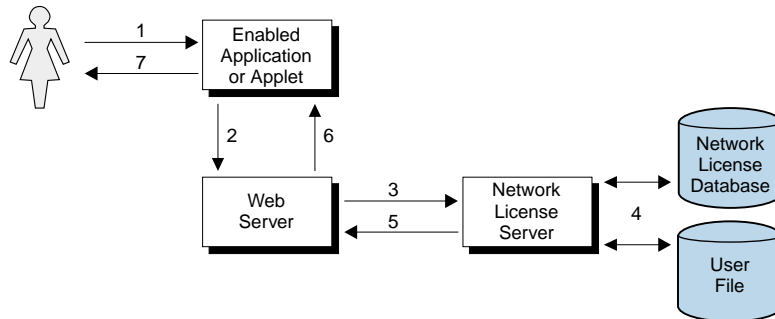 1
7
Enabled
Application
or Applet
2
6
Web
Server
3
5
Network
License
Server
4
Network
License
Database
User
File